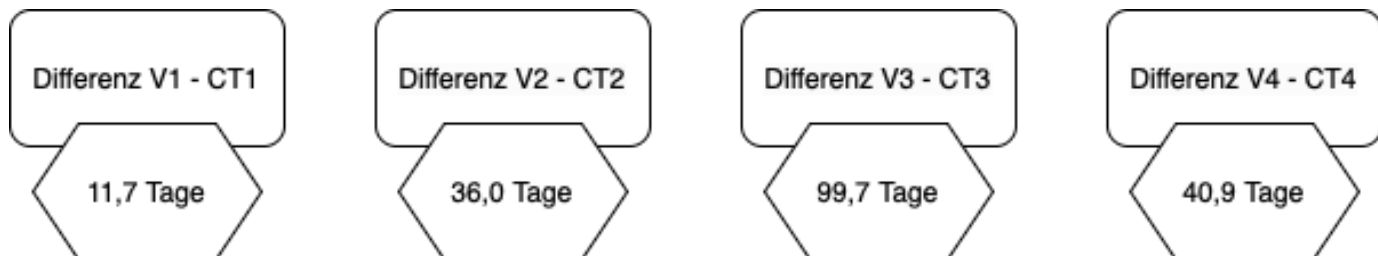 Differenz V1 - CT1
Differenz V2 - CT2
Differenz V3 - CT3
Differenz V4 - CT4
11,7 Tage
36,0 Tage
99,7 Tage
40,9 Tage